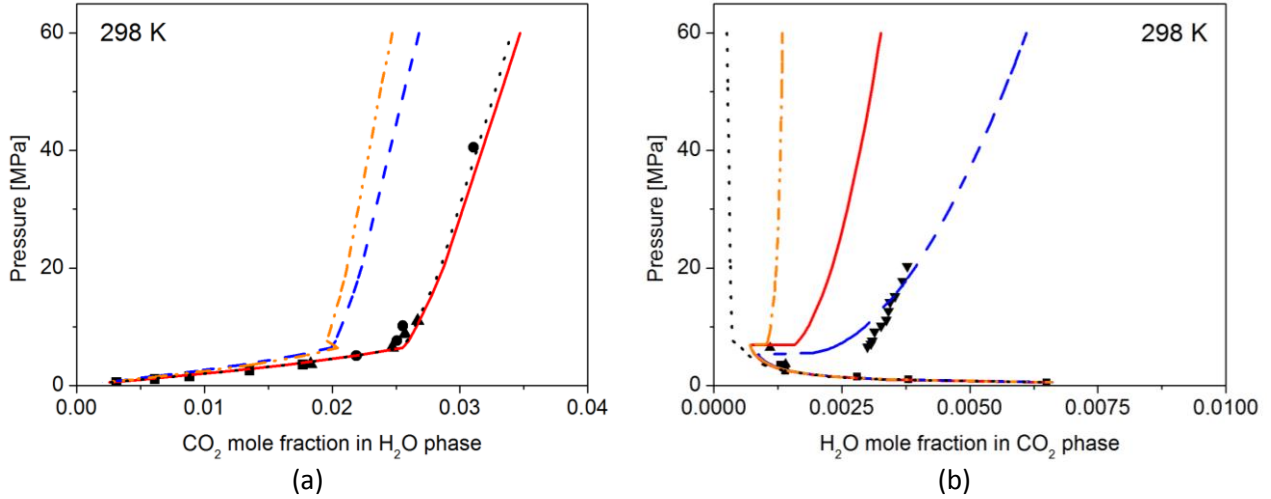 298 K
60
40
20
0
Pressure [MPa]
0.00 0.01 0.02 0.03 0.04
CO2 mole fraction in H2O phase
(a)
298 K
60
40
20
0
Pressure [MPa]
0.0000 0.0025 0.0050 0.0075 0.0100
H2O mole fraction in CO2 phase
(b)